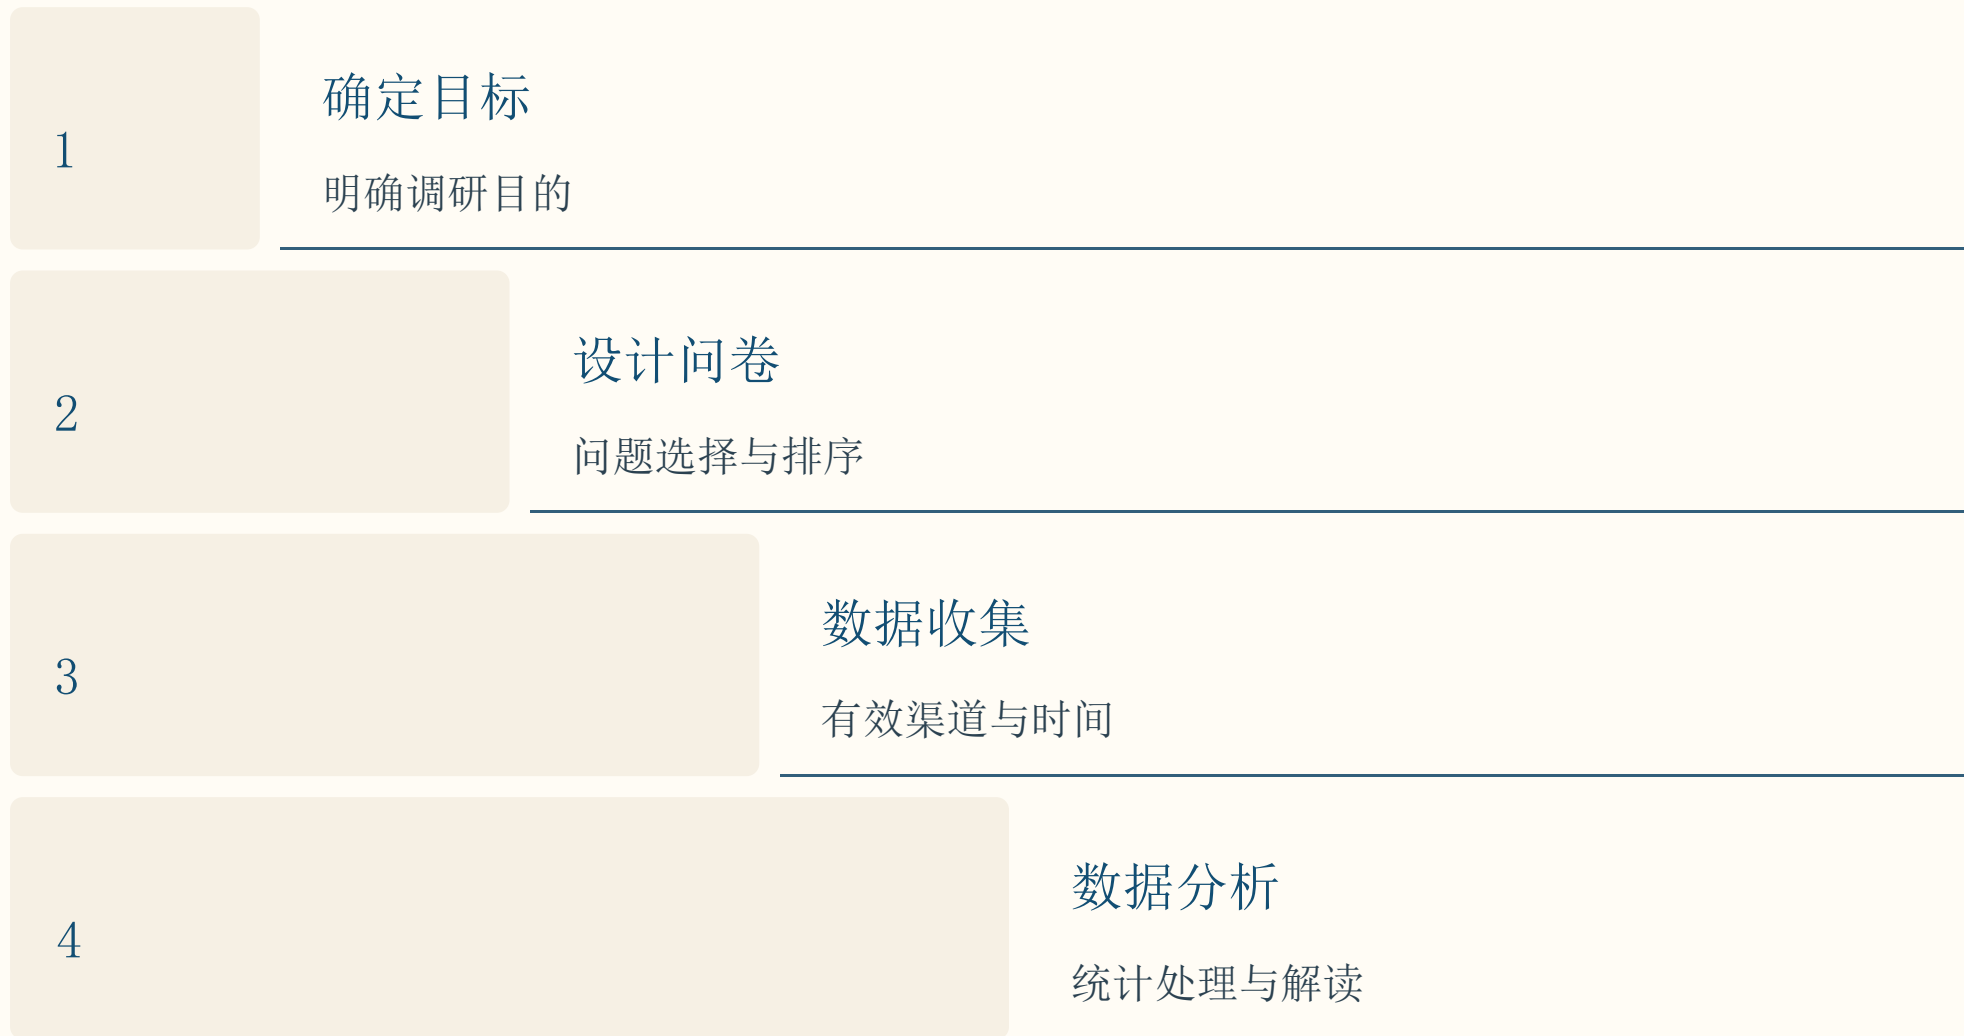 1
确定目标
明确调研目的
2
设计问卷
问题选择与排序
3
数据收集
有效渠道与时间
4
数据分析
统计处理与解读